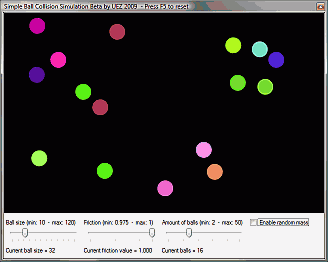 Simple Ball Collision Simulation Beta by UEZ 2009 - Press F5 to reset
Ball size (min: 10 - max: 120) Friction (min: 0.975 - max: 1) Amount of balls (min: 2 - max: 50) Enable random mass
Current ball size = 32 Current friction value = 1,000 Current balls = 16